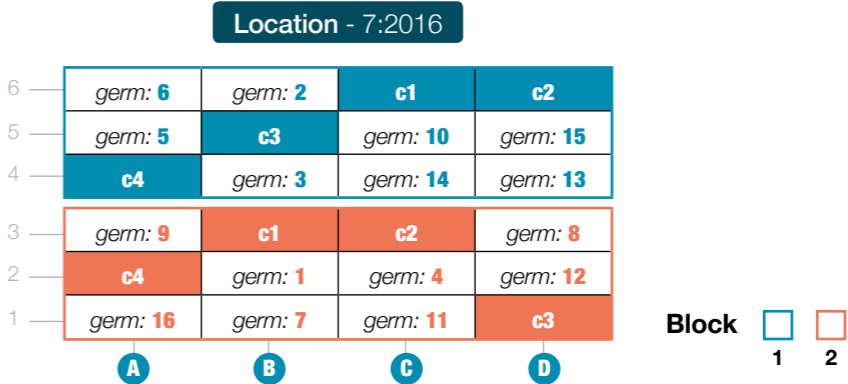 Location - 7:2016
6 germ: 6 germ: 2 c1 c2
5 germ: 5 c3 germ: 10 germ: 15
4 c4 germ: 3 germ: 14 germ: 13
3 germ: 9 c1 c2 germ: 8
2 c4 germ: 1 germ: 4 germ: 12
1 germ: 16 germ: 7 germ: 11 c3
A B C D
Block
1 2